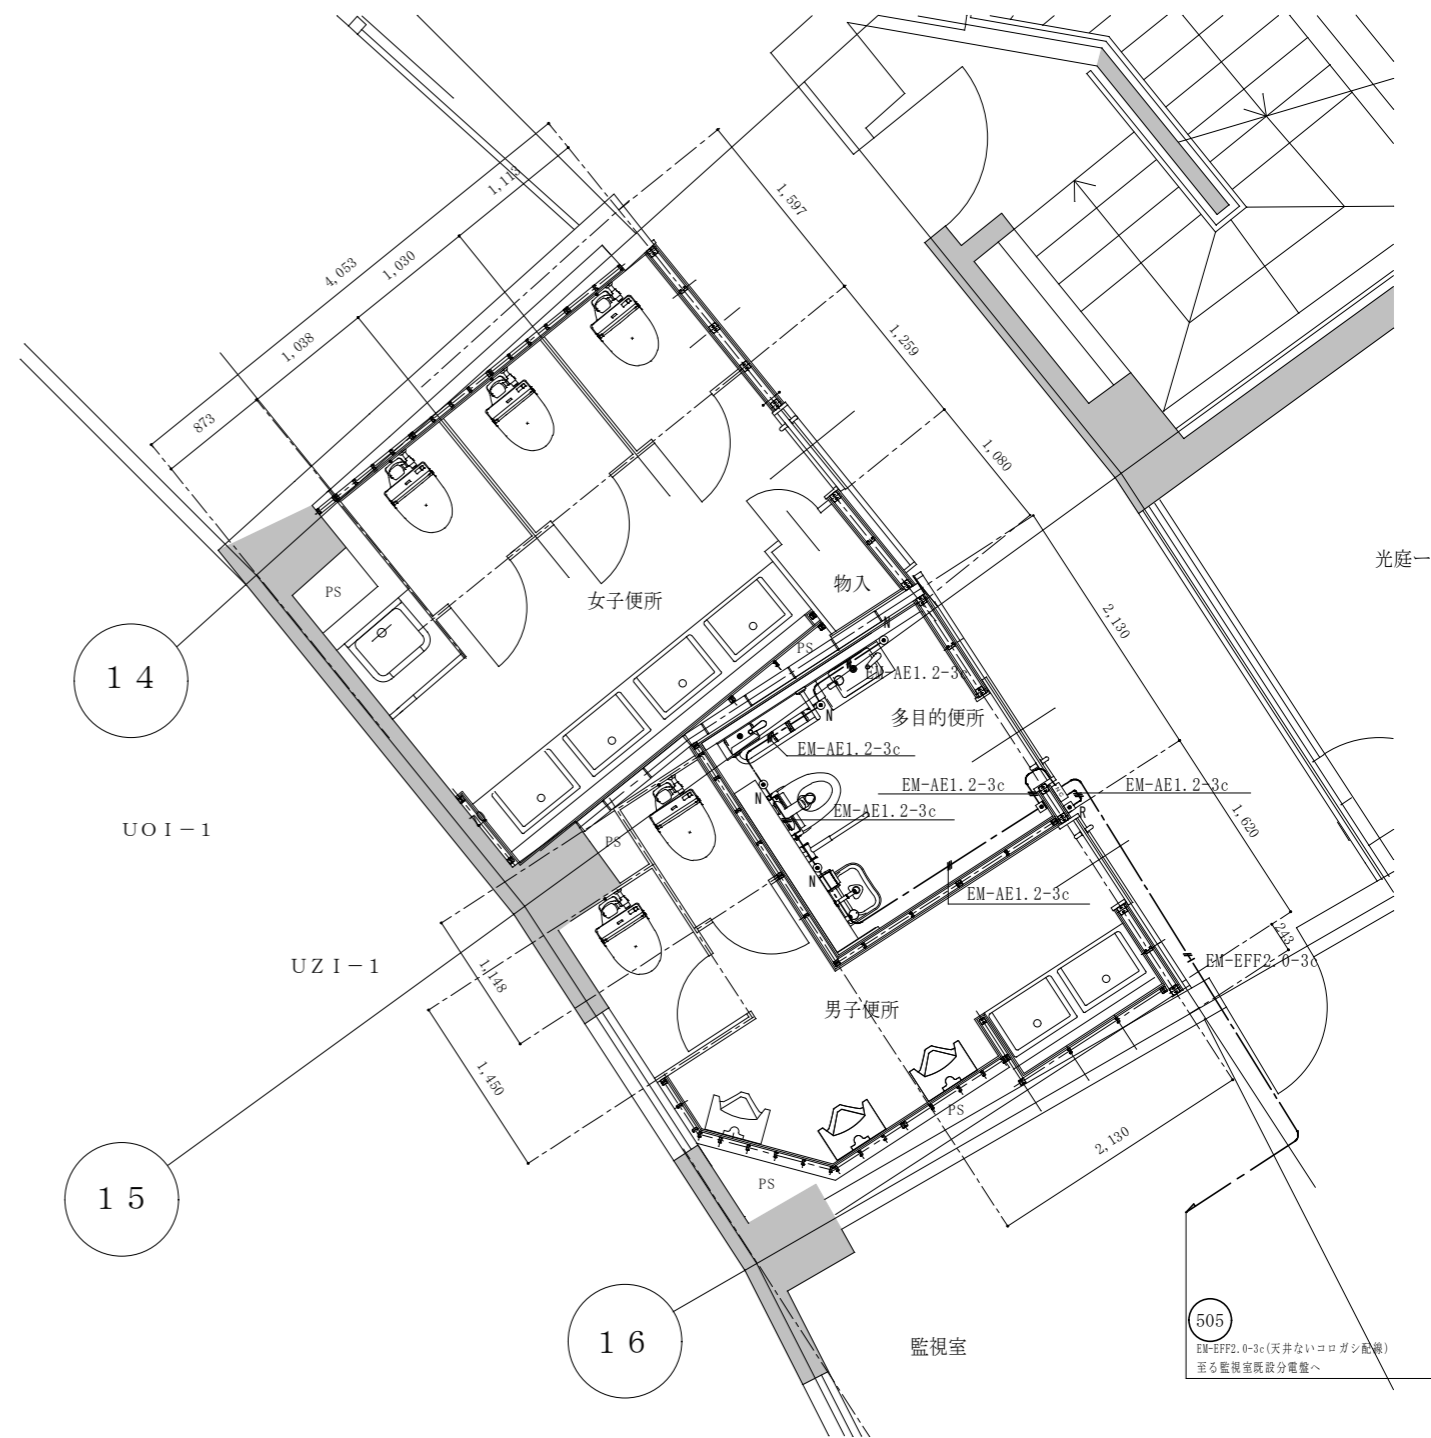 1,113
1,597
4,053
1,030
1,038
1,259
873
1,080
光庭一
物入
PS
女子便所
2,130
N
PS
EM-AE1.2-3c
14
多目的便所
N
EM-AE1.2-3c
EM-AE1.2-3c
EM-AE1.2-3c
N
EM-AE1.2-3c
R
1,620
UOI-1
PS
N
EM-AE1.2-3c
243
UZI-1
EM-EFF2.0-3c
1,148
男子便所
1,450
PS
2,130
PS
15
16
監視室
505
EM-EFF2.0-3c(天井ないコロガシ配線)
至る監視室既設分電盤へ